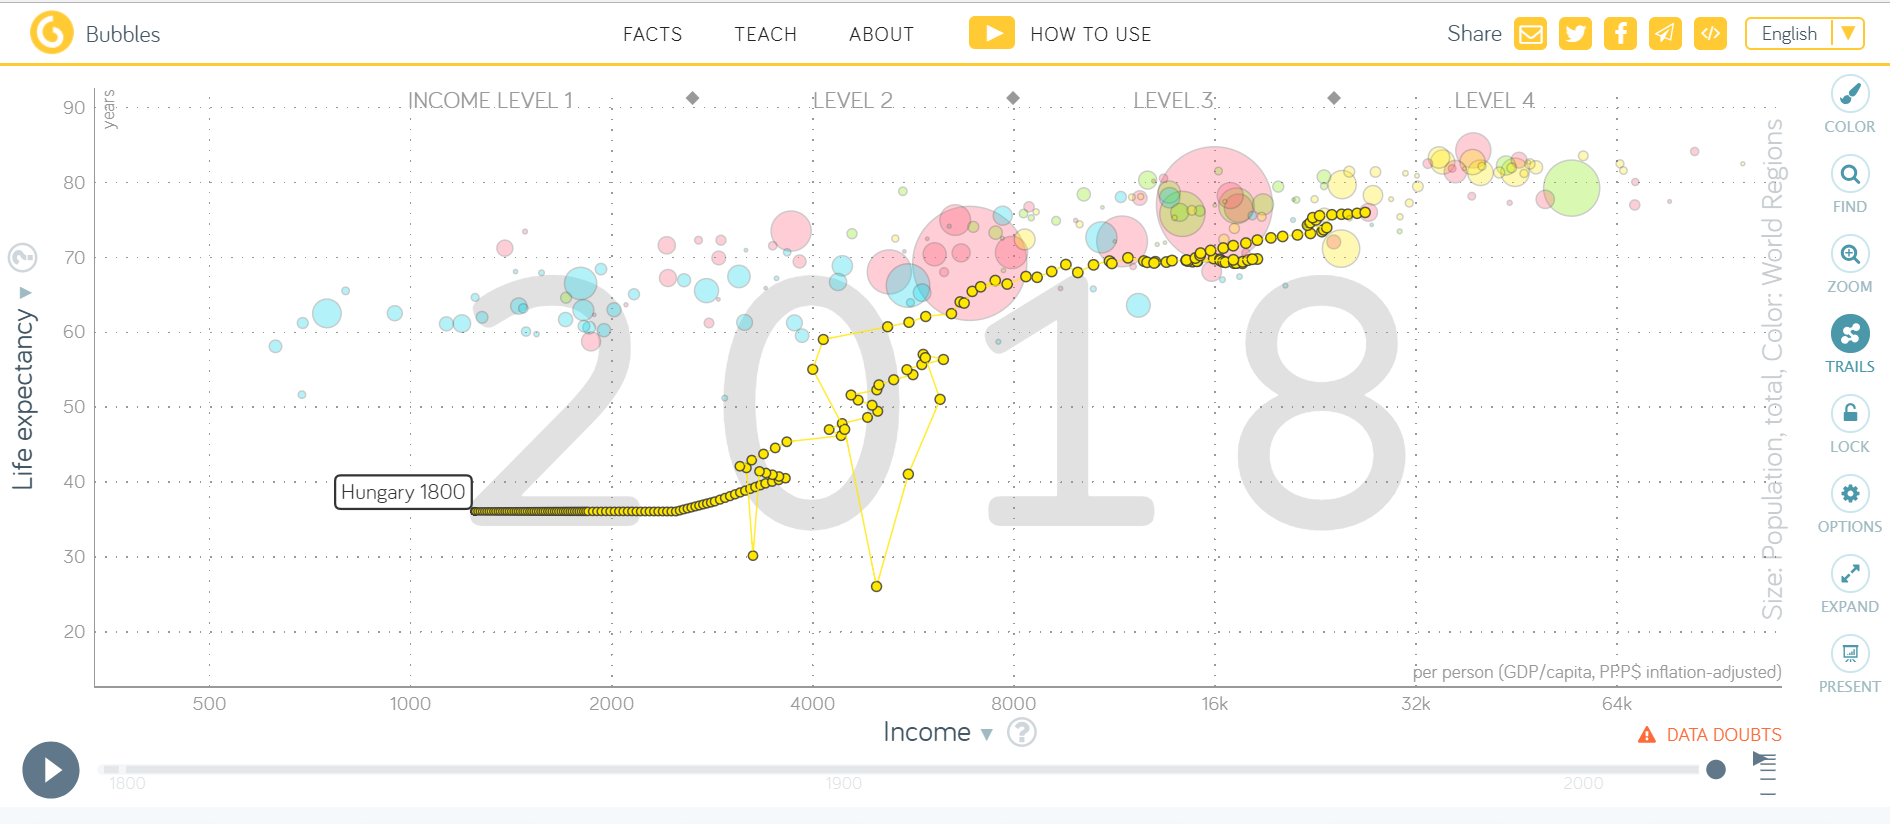 Bubbles
FACTS TEACH ABOUT HOW TO USE
Share
English
INCOME LEVEL 1 LEVEL 2 LEVEL 3 LEVEL 4
years
90
80
70
60
50
40
30
20
Life expectancy
2018
Hungary 1800
Size: Population, total, Color: World Regions
per person (GDP/capita, PPP$ inflation-adjusted)
500 1000 2000 4000 8000 16k 32k 64k
Income ?
DATA DOUBTS
1800 1900 2000
COLOR
FIND
ZOOM
TRAILS
LOCK
OPTIONS
EXPAND
PRESENT